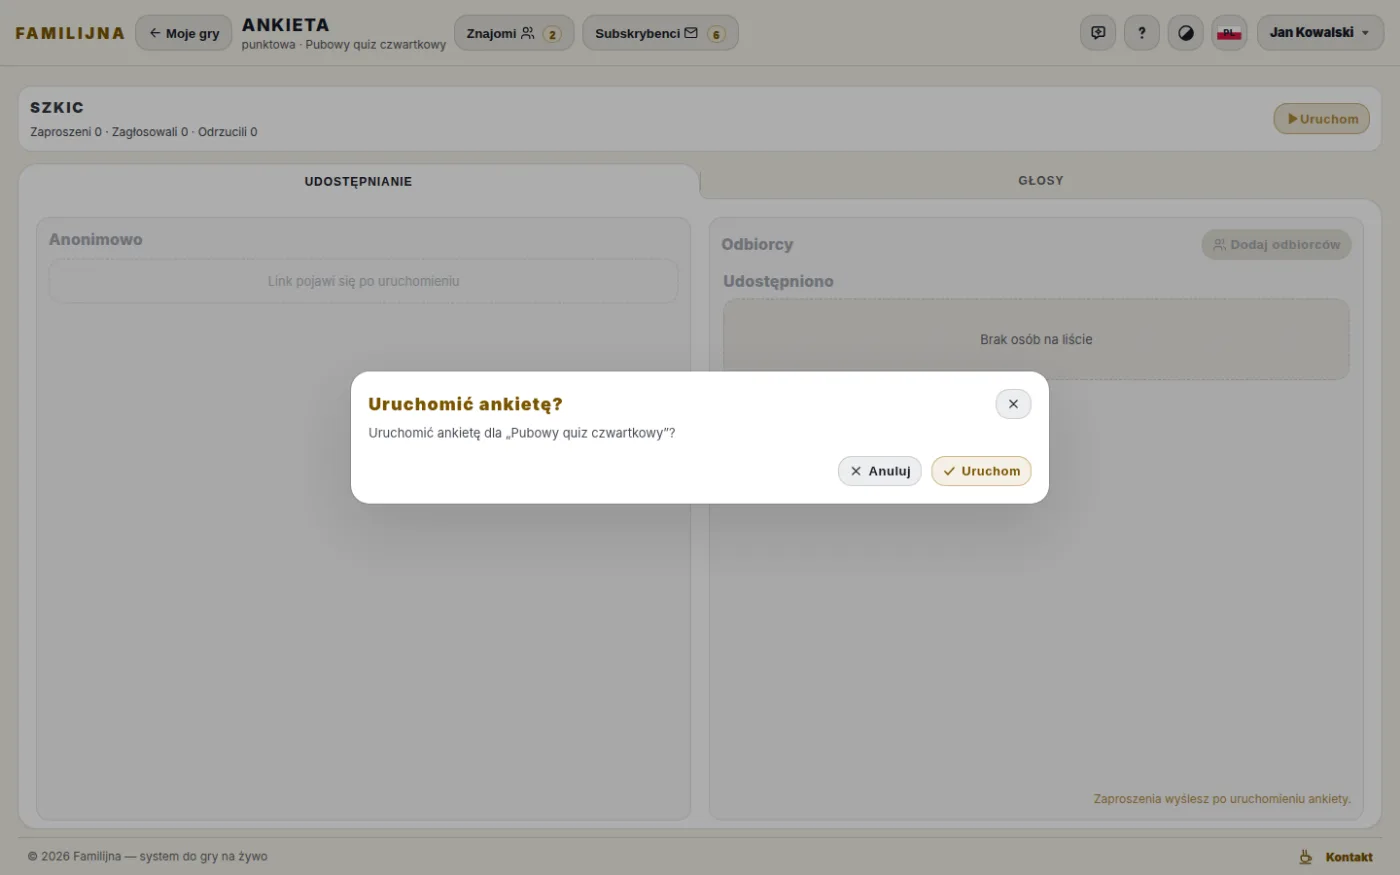 FAMILIJNA
← Moje gry
ANKIETA
punktowa · Pubowy quiz czwartkowy
Znajomi 2
Subskrybenci 6
?
PL
Jan Kowalski
SZKIC
Zaproszeni 0 · Zagłosowali 0 · Odrzucili 0
Uruchom
UDOSTĘPNIANIE
GŁOSY
Anonimowo
Link pojawi się po uruchomieniu
Odbiorcy
Dodaj odbiorców
Udostępniono
Brak osób na liście
Uruchomić ankietę?
Uruchomić ankietę dla „Pubowy quiz czwartkowy”?
Anuluj
Uruchom
Zaproszenia wyślesz po uruchomieniu ankiety.
© 2026 Familijna — system do gry na żywo
Kontakt